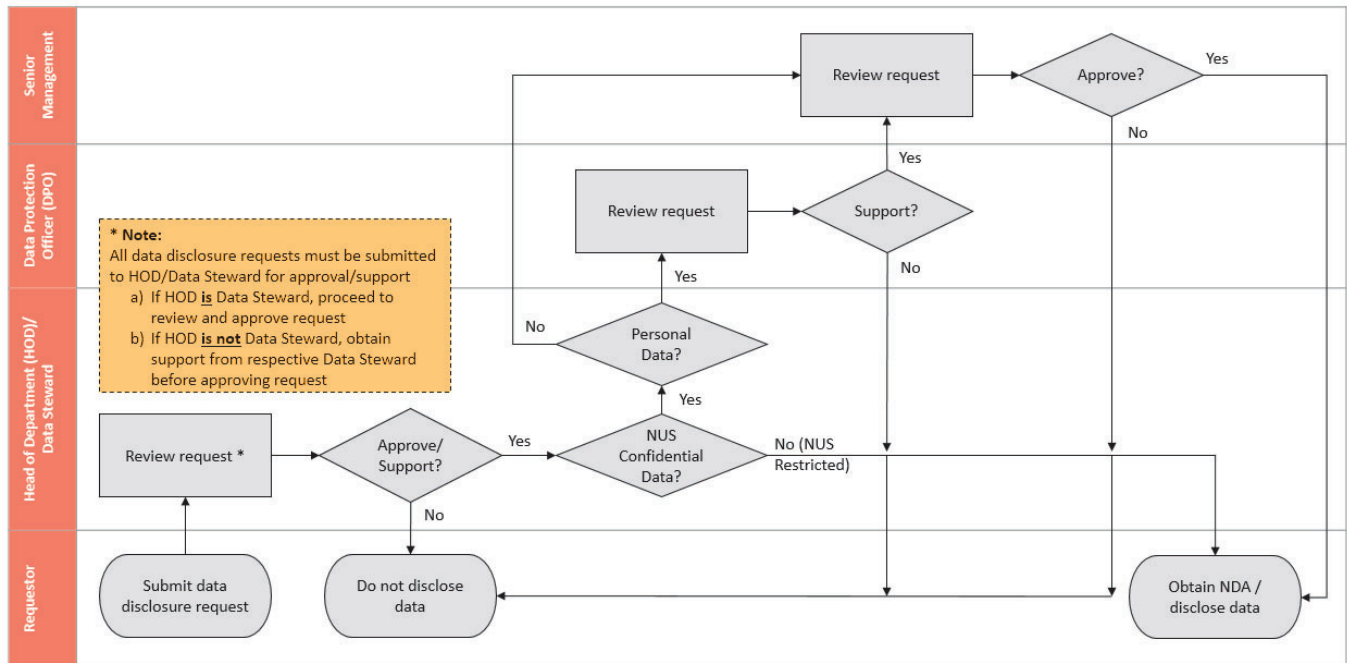 Senior
Management
Review request
Approve?
Yes
No
Data Protection
Officer (DPO)
Review request
Support?
Yes
No
* Note:
All data disclosure requests must be submitted
to HOD/Data Steward for approval/support
a) If HOD is Data Steward, proceed to
review and approve request
b) If HOD is not Data Steward, obtain
support from respective Data Steward
before approving request
Head of Department (HOD)/
Data Steward
Yes
No
Personal
Data?
Yes
Review request *
Approve/
Support?
Yes
NUS
Confidential
Data?
No (NUS
Restricted)
No
Requestor
Submit data
disclosure request
Do not disclose
data
Obtain NDA /
disclose data